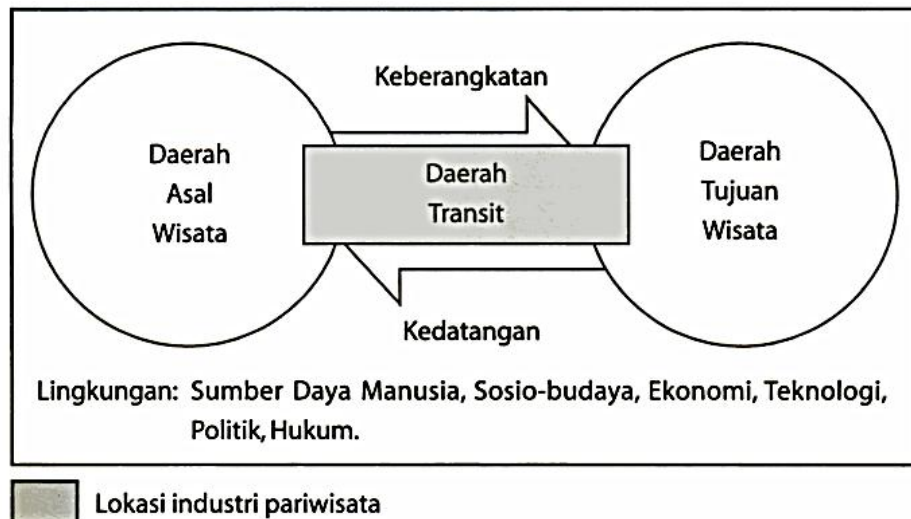 Keberangkatan
Daerah
Asal
Wisata
Daerah
Transit
Daerah
Tujuan
Wisata
Kedatangan
Lingkungan: Sumber Daya Manusia, Sosio-budaya, Ekonomi, Teknologi,
Politik, Hukum.
Lokasi industri pariwisata